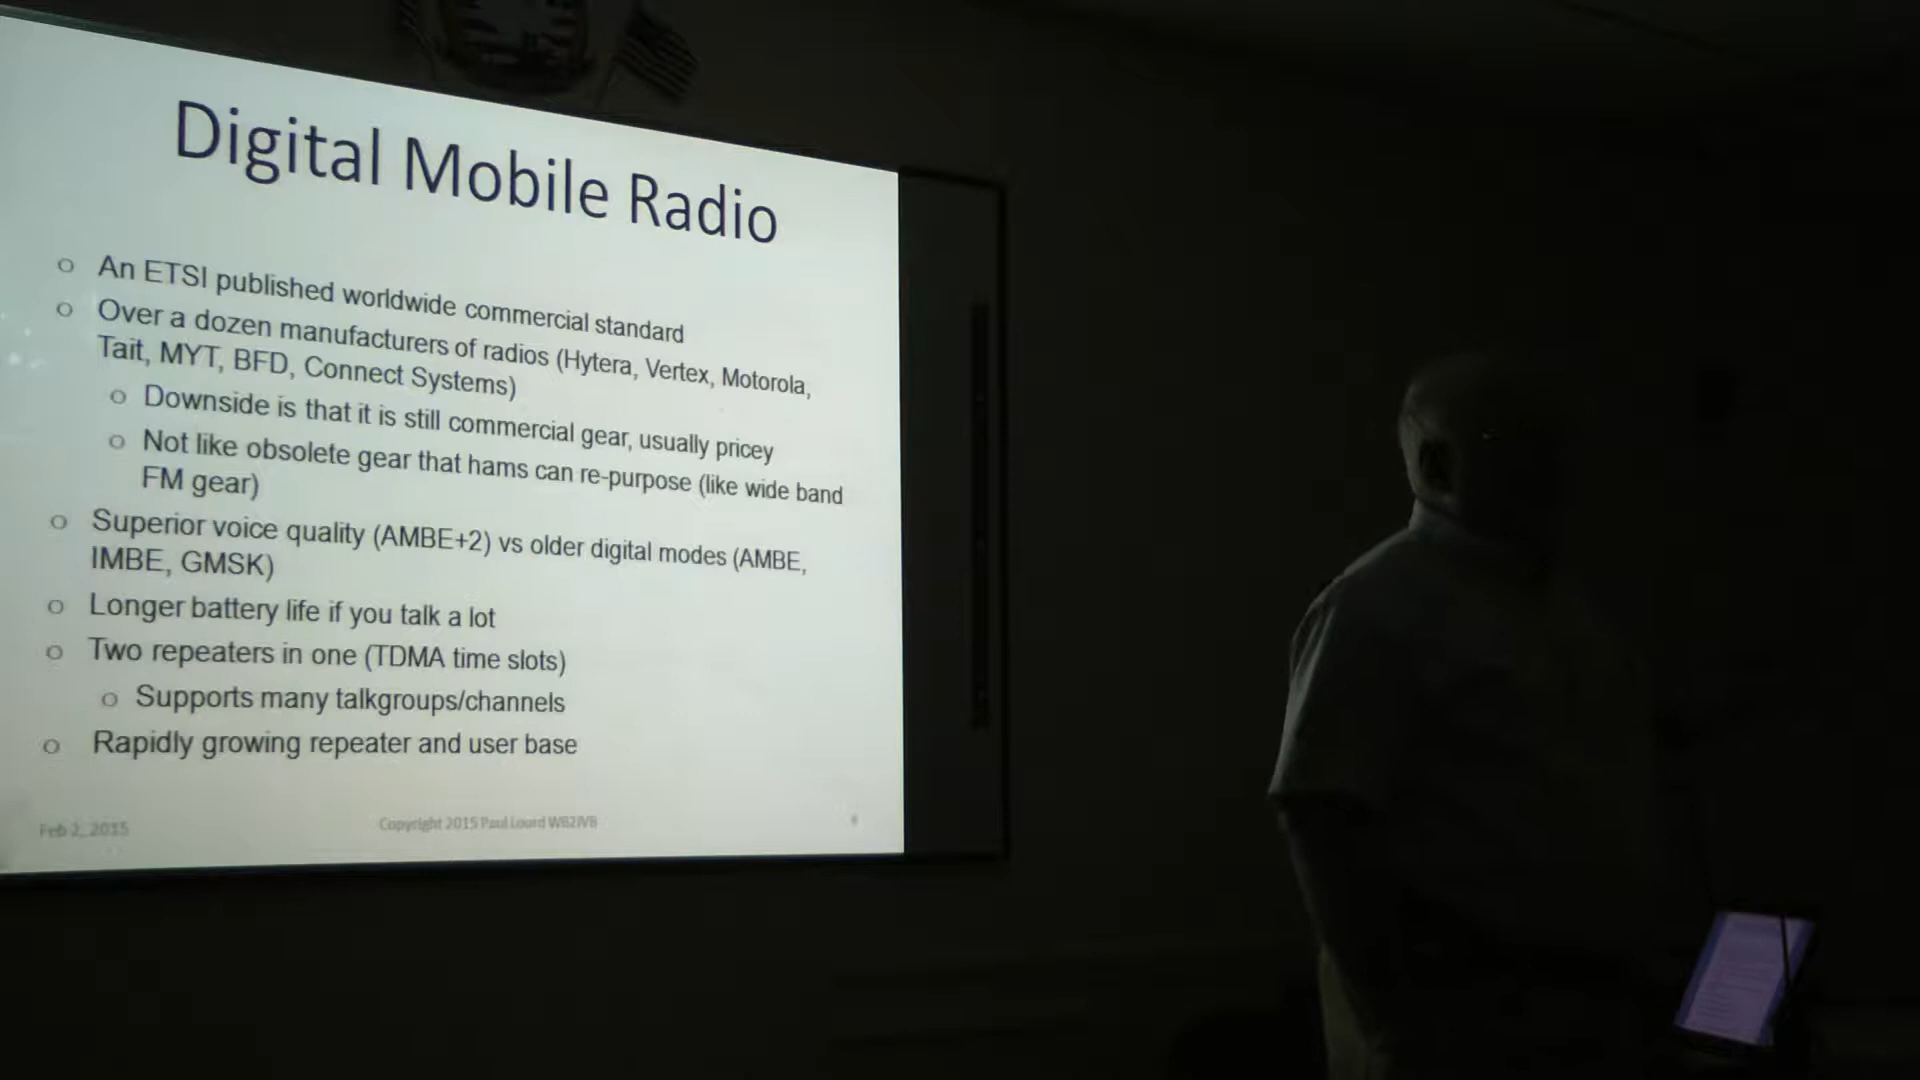 Digital Mobile Radio
o An ETSI published worldwide commercial standard
o Over a dozen manufacturers of radios (Hytera, Vertex, Motorola,
Tait, MYT, BFD, Connect Systems)
o Downside is that it is still commercial gear, usually pricey
o Not like obsolete gear that hams can re-purpose (like wide band
FM gear)
o Superior voice quality (AMBE+2) vs older digital modes (AMBE,
IMBE, GMSK)
o Longer battery life if you talk a lot
o Two repeaters in one (TDMA time slots)
o Supports many talkgroups/channels
o Rapidly growing repeater and user base
Feb 2, 2015
Copyright 2015 Paul Lourd WB2JVB